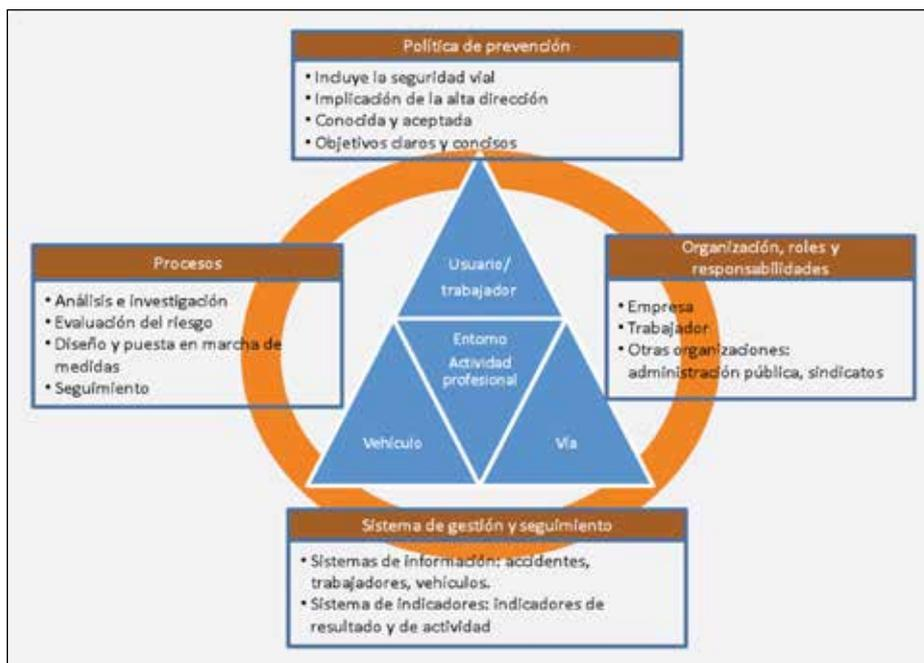 Política de prevención
• Incluye la seguridad vial
• Implicación de la alta dirección
• Conocida y aceptada
• Objetivos claros y concisos
Procesos
• Análisis e investigación
• Evaluación del riesgo
• Diseño y puesta en marcha de
medidas
• Seguimiento
Usuario/
trabajador
Entorno
Actividad
profesional
Vehículo
Vía
Organización, roles y
responsabilidades
• Empresa
• Trabajador
• Otras organizaciones:
administración pública, sindicatos
Sistema de gestión y seguimiento
• Sistemas de información: accidentes,
trabajadores, vehículos.
• Sistema de indicadores: indicadores de
resultado y de actividad